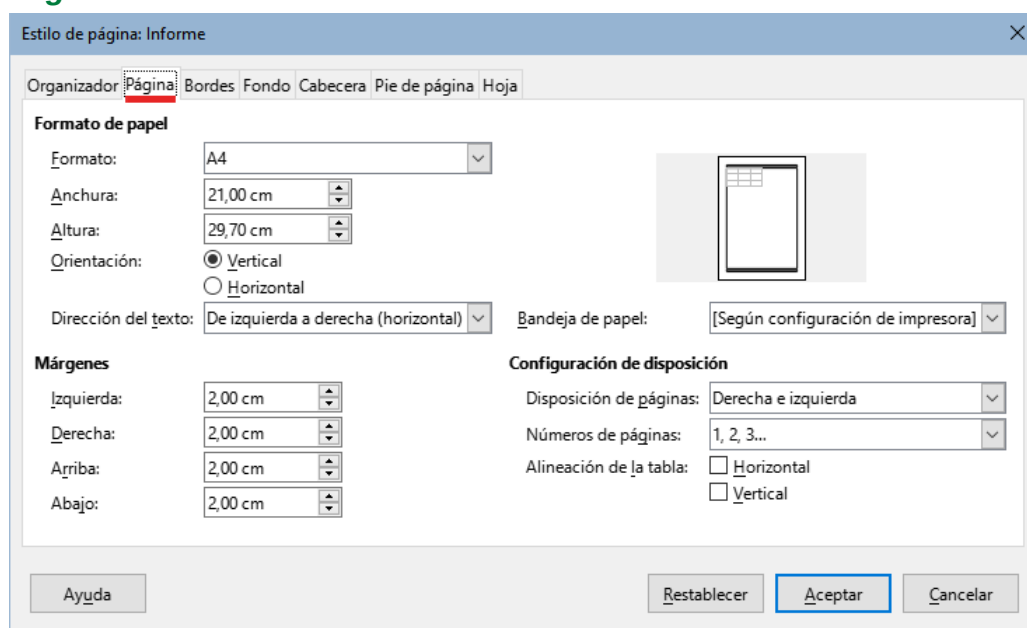 Estilo de página: Informe
Organizador Página Bordes Fondo Cabecera Pie de página Hoja
Formato de papel
Formato: A4
Anchura: 21,00 cm
Altura: 29,70 cm
Orientación: Vertical
Horizontal
Dirección del texto: De izquierda a derecha (horizontal) Bandeja de papel: [Según configuración de impresora]
Márgenes Configuración de disposición
Izquierda: 2,00 cm Disposición de páginas: Derecha e izquierda
Derecha: 2,00 cm Números de páginas: 1, 2, 3...
Arriba: 2,00 cm Alineación de la tabla: Horizontal
Abajo: 2,00 cm Vertical
Ayuda Restablecer Aceptar Cancelar